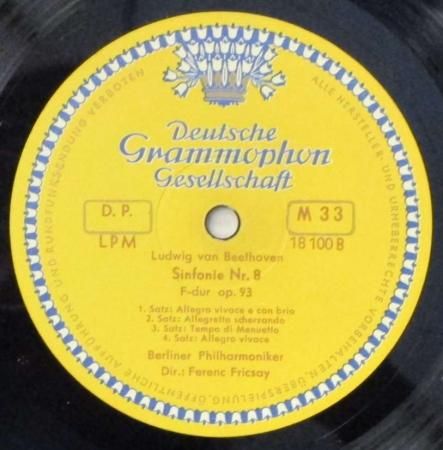 Deutsche
Grammophon
Gesellschaft
D. P.
M 33
LPM
18 100 B
Ludwig van Beethoven
Sinfonie Nr. 8
F-dur op. 93
1. Satz: Allegro vivace e con brio
2. Satz: Allegretto scherzando
3. Satz: Tempo di Menuetto
4. Satz: Allegro vivace
Berliner Philharmoniker
Dir.: Ferenc Fricsay
ALLE HERSTELLER- UND URHEBERRECHTE VORBEHALTEN, ÜBERSPIELUNG, ÖFFENTLICHE AUFFÜHRUNG UND RUNDFUNKSENDUNG VERBOTEN